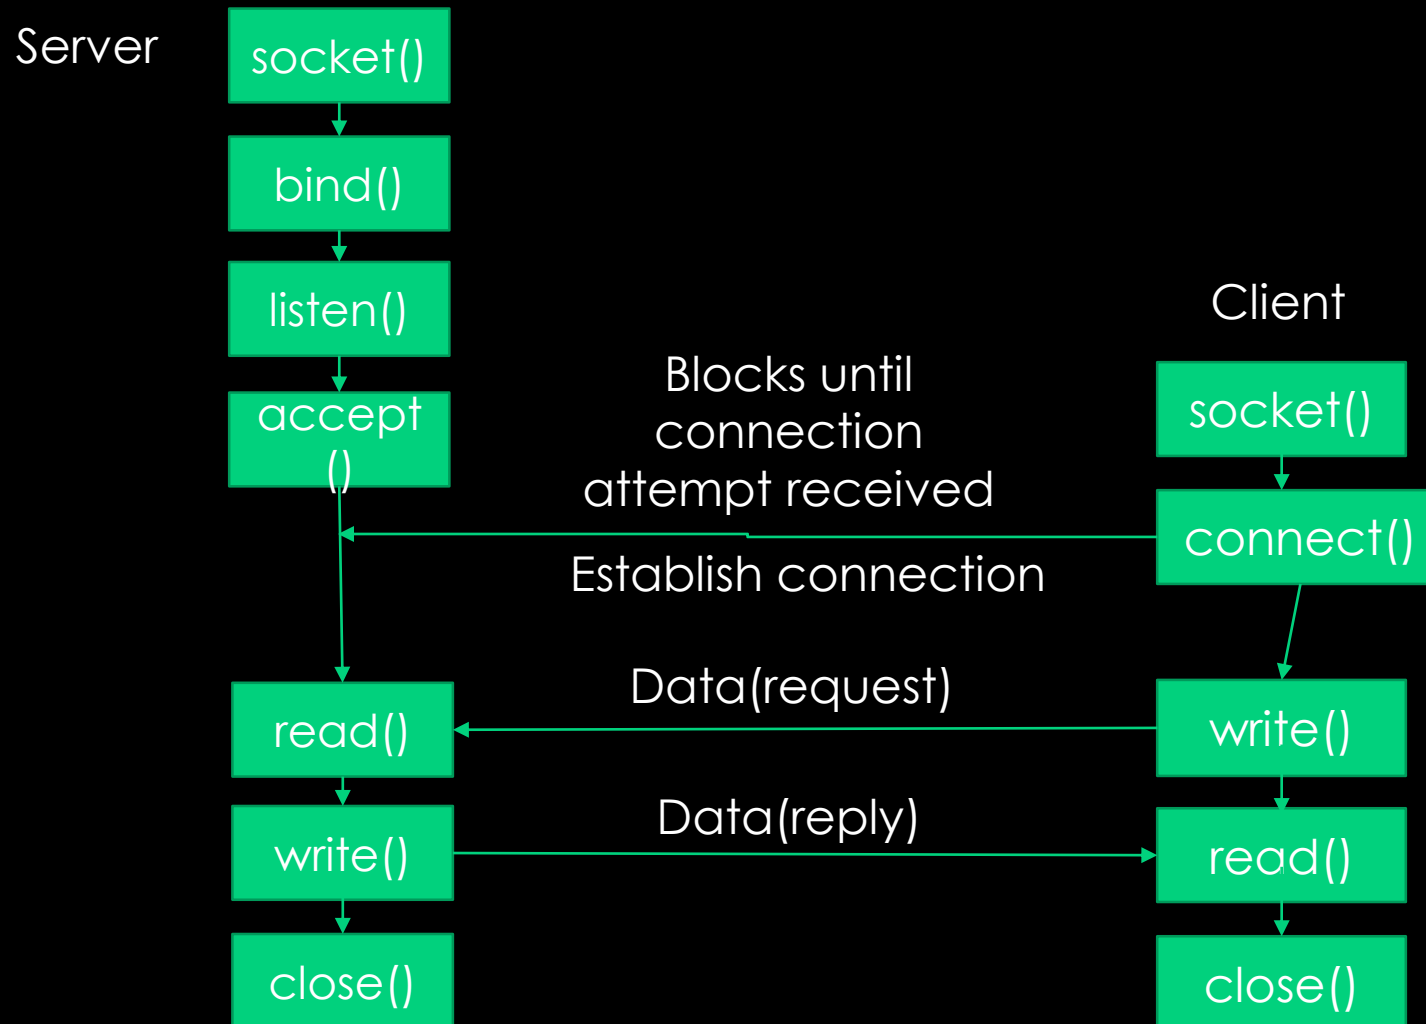 Server
socket()
bind()
listen()
accept
()
Client
socket()
connect()
Blocks until
connection
attempt received
Establish connection
Data(request)
read()
write()
Data(reply)
write()
read()
close()
close()